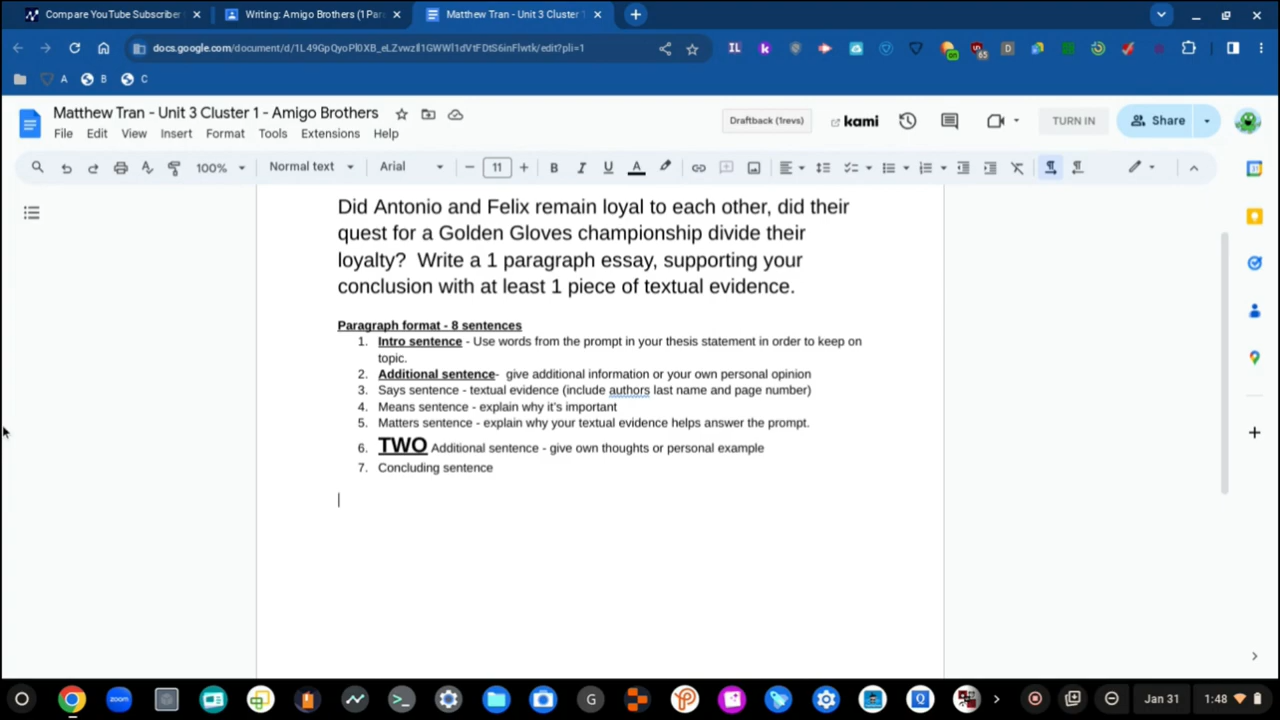 Compare YouTube Subscriber
Writing: Amigo Brothers (1 Par
Matthew Tran - Unit 3 Cluster 1
A
B
C
Matthew Tran - Unit 3 Cluster 1 - Amigo Brothers
File Edit View Insert Format Tools Extensions Help
Draftback (1revs)
kami
TURN IN
Share
100%
Normal text
Arial
11
Did Antonio and Felix remain loyal to each other, did their
quest for a Golden Gloves championship divide their
loyalty? Write a 1 paragraph essay, supporting your
conclusion with at least 1 piece of textual evidence.
Paragraph format - 8 sentences
1. Intro sentence - Use words from the prompt in your thesis statement in order to keep on
topic.
2. Additional sentence- give additional information or your own personal opinion
3. Says sentence - textual evidence (include authors last name and page number)
4. Means sentence - explain why it's important
5. Matters sentence - explain why your textual evidence helps answer the prompt.
6. TWO Additional sentence - give own thoughts or personal example
7. Concluding sentence
zoom
Jan 31
1:48